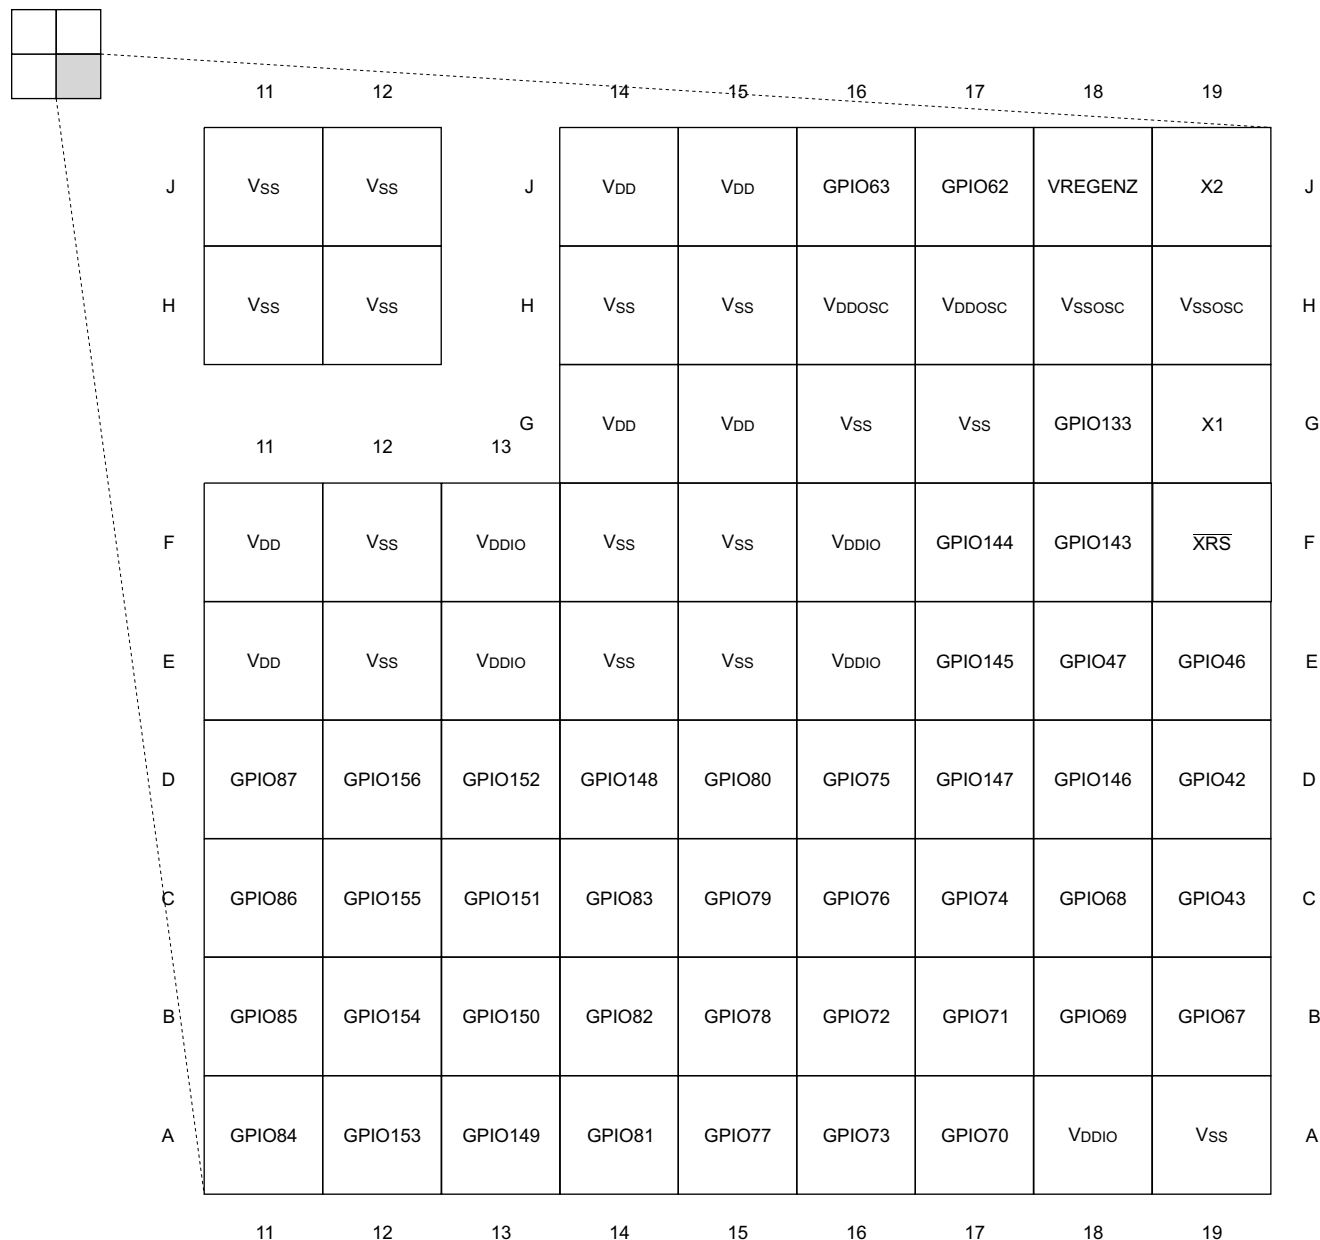 11 12 14 15 16 17 18 19
J VSS VSS J VDD VDD GPIO63 GPIO62 VREGENZ X2 J
H VSS VSS H VSS VSS VDDOSC VDDOSC VSSOSC VSSOSC H
G VDD VDD VSS VSS GPIO133 X1 G
11 12 13
F VDD VSS VDDIO VSS VSS VDDIO GPIO144 GPIO143 XRS F
E VDD VSS VDDIO VSS VSS VDDIO GPIO145 GPIO47 GPIO46 E
D GPIO87 GPIO156 GPIO152 GPIO148 GPIO80 GPIO75 GPIO147 GPIO146 GPIO42 D
C GPIO86 GPIO155 GPIO151 GPIO83 GPIO79 GPIO76 GPIO74 GPIO68 GPIO43 C
B GPIO85 GPIO154 GPIO150 GPIO82 GPIO78 GPIO72 GPIO71 GPIO69 GPIO67 B
A GPIO84 GPIO153 GPIO149 GPIO81 GPIO77 GPIO73 GPIO70 VDDIO VSS A
11 12 13 14 15 16 17 18 19